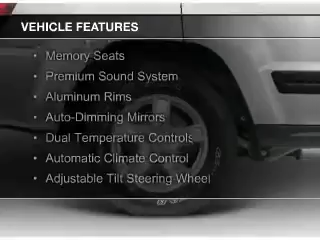 VEHICLE FEATURES
• Memory Seats
• Premium Sound System
• Aluminum Rims
• Auto-Dimming Mirrors
• Dual Temperature Controls
• Automatic Climate Control
• Adjustable Tilt Steering Wheel